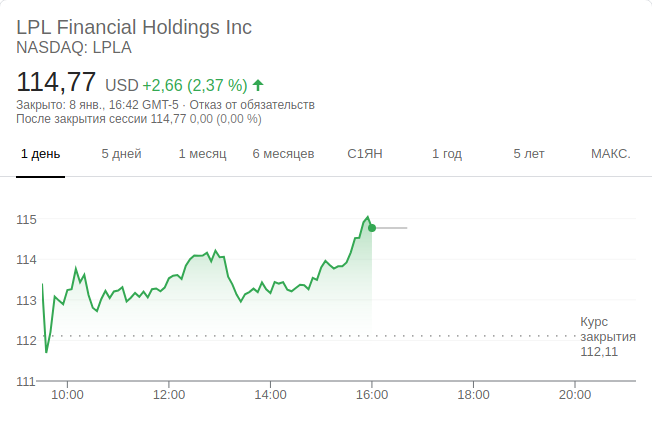 LPL Financial Holdings Inc
NASDAQ: LPLA
114,77 USD +2,66 (2,37 %)
Закрыто: 8 янв., 16:42 GMT-5 · Отказ от обязательств
После закрытия сессии 114,77 0,00 (0,00 %)
1 день 5 дней 1 месяц 6 месяцев С1ЯН 1 год 5 лет МАКС.
115
114
113
112
111
Курс
закрытия
112,11
10:00 12:00 14:00 16:00 18:00 20:00